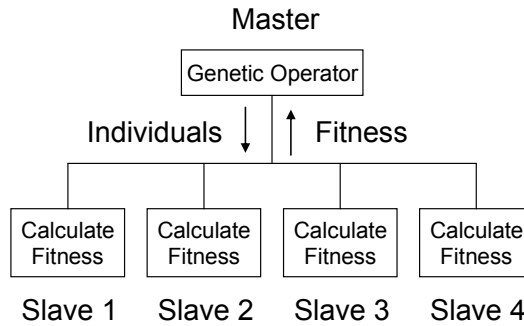 Master
Genetic Operator
Individuals
Fitness
Calculate
Fitness
Calculate
Fitness
Calculate
Fitness
Calculate
Fitness
Slave 1
Slave 2
Slave 3
Slave 4